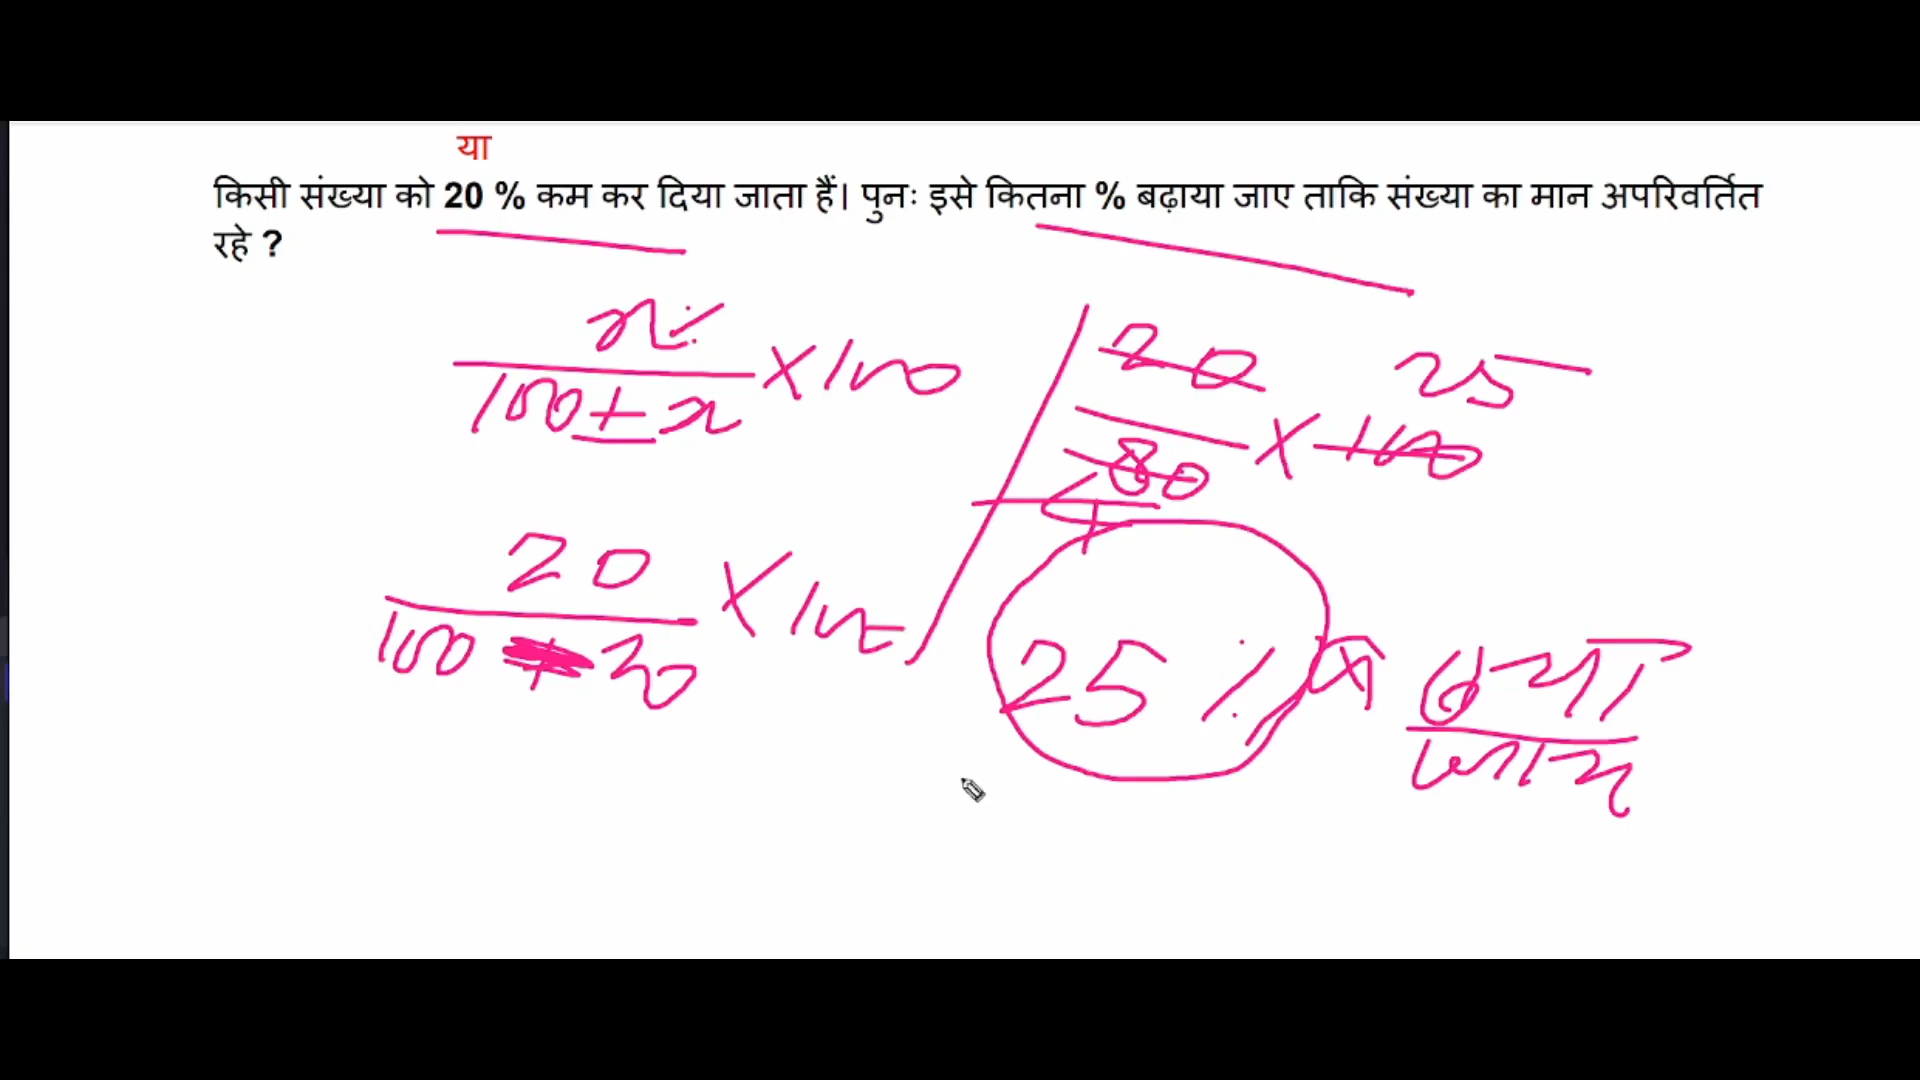 या
किसी संख्या को 20 % कम कर दिया जाता हैं। पुनः इसे कितना % बढ़ाया जाए ताकि संख्या का मान अपरिवर्तित
रहे ?
x%
100 ± x × 100
20
100 - 20 × 100
20 25
80 × 100
4
25 %